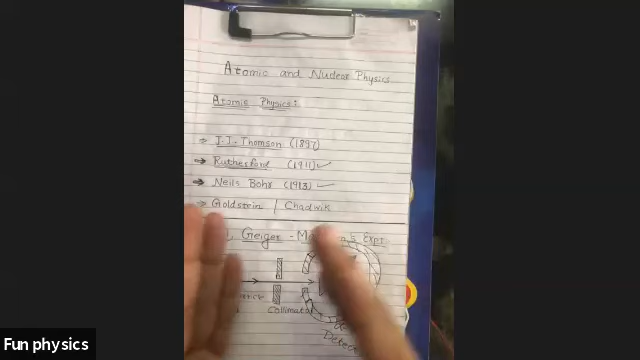 Atomic and Nuclear Physics
Atomic Physics:
→ J.J. Thomson (1897)
→ Rutherford (1911) ✓
→ Neils Bohr (1913) ✓
→ Goldstein / Chadwik
Geiger - Expt
Collimator
Fun physics